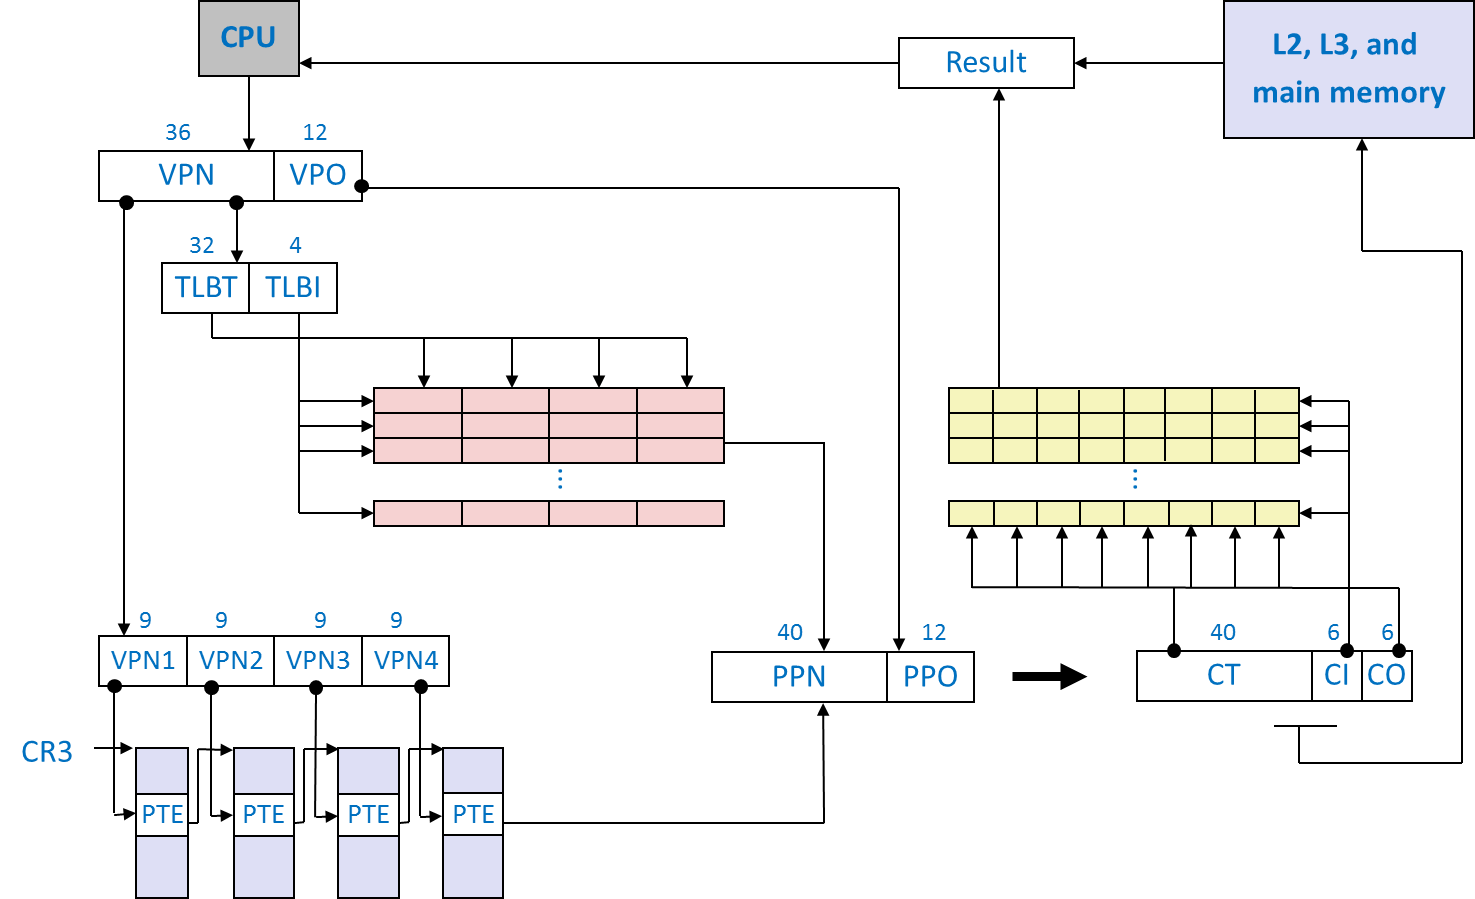 CPU
Result
L2, L3, and
main memory
36 12
VPN VPO
32 4
TLBT TLBI
...
...
9 9 9 9
VPN1 VPN2 VPN3 VPN4
40 12
PPN PPO
40 6 6
CT CI CO
CR3
PTE PTE PTE PTE